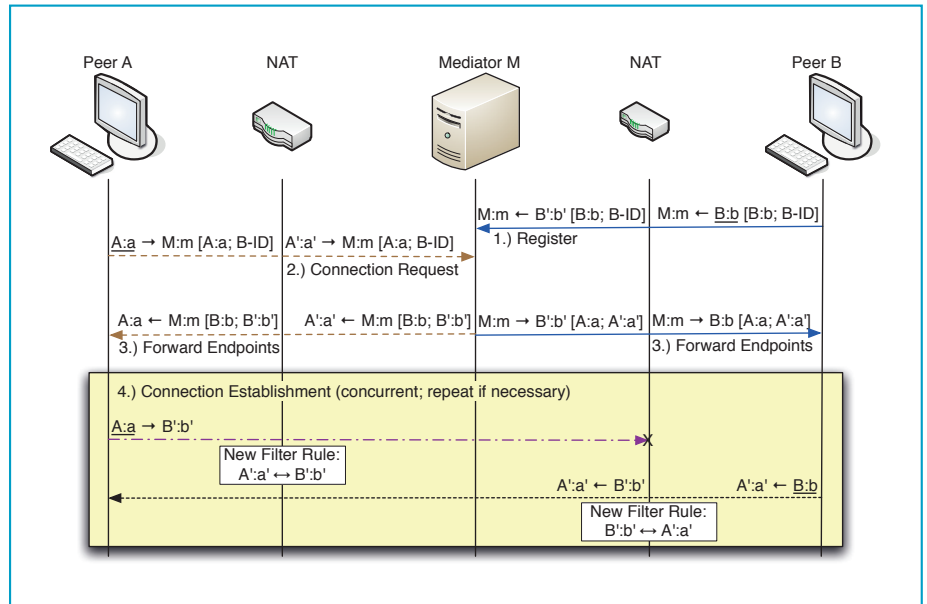 Peer A
NAT
Mediator M
NAT
Peer B
M:m ← B':b' [B:b; B-ID]
M:m ← B:b [B:b; B-ID]
1.) Register
A:a → M:m [A:a; B-ID]
A':a' → M:m [A:a; B-ID]
2.) Connection Request
A:a ← M:m [B:b; B':b']
A':a' ← M:m [B:b; B':b']
M:m → B':b' [A:a; A':a']
M:m → B:b [A:a; A':a']
3.) Forward Endpoints
3.) Forward Endpoints
4.) Connection Establishment (concurrent; repeat if necessary)
A:a → B':b'
X
New Filter Rule:
A':a' ↔ B':b'
A':a' ← B':b'
A':a' ← B:b
New Filter Rule:
B':b' ↔ A':a'